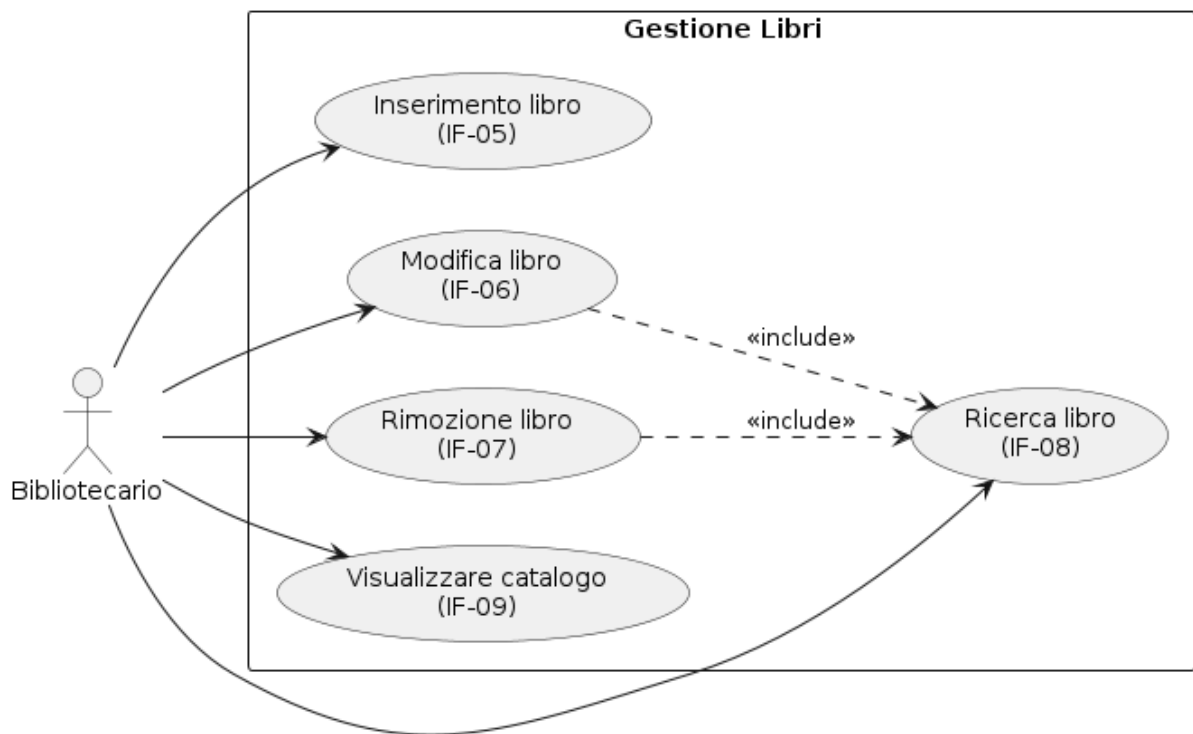 Gestione Libri
Inserimento libro
(IF-05)
Modifica libro
(IF-06)
«include»
Rimozione libro
(IF-07)
«include»
Ricerca libro
(IF-08)
Bibliotecario
Visualizzare catalogo
(IF-09)